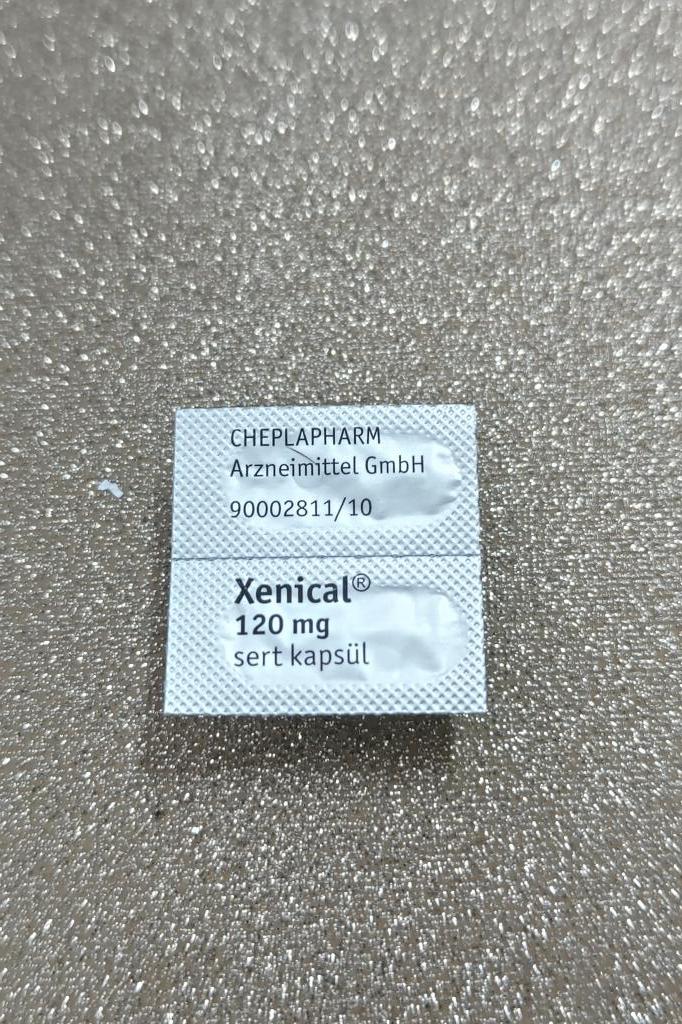 CHEPLAPHARM
Arzneimittel GmbH
90002811/10
Xenical®
120 mg
sert kapsül